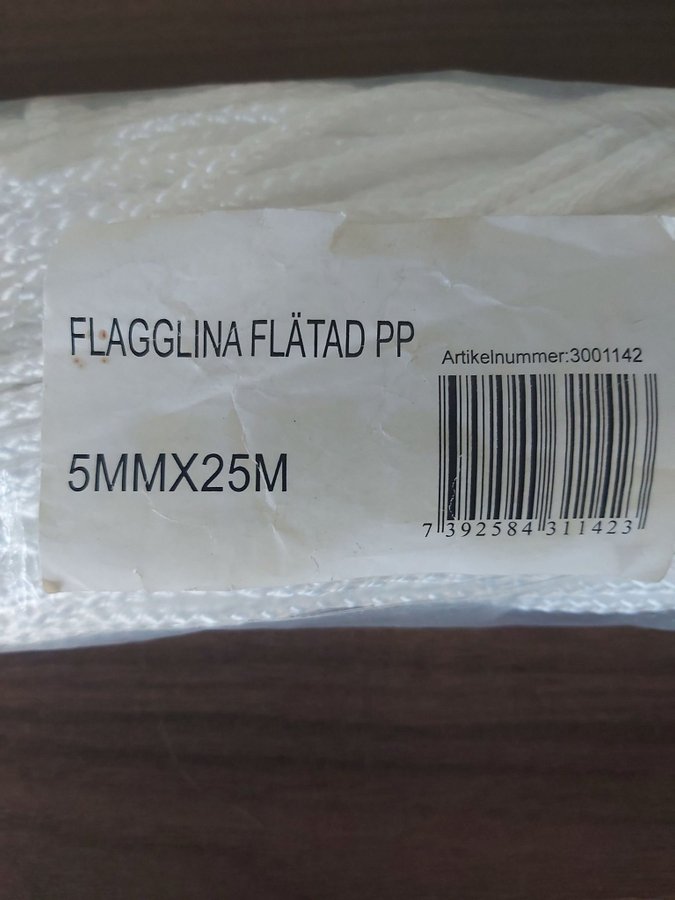 FLAGGLINA FLÄTAD PP
Artikelnummer:3001142
5MMX25M
7 392584 311423